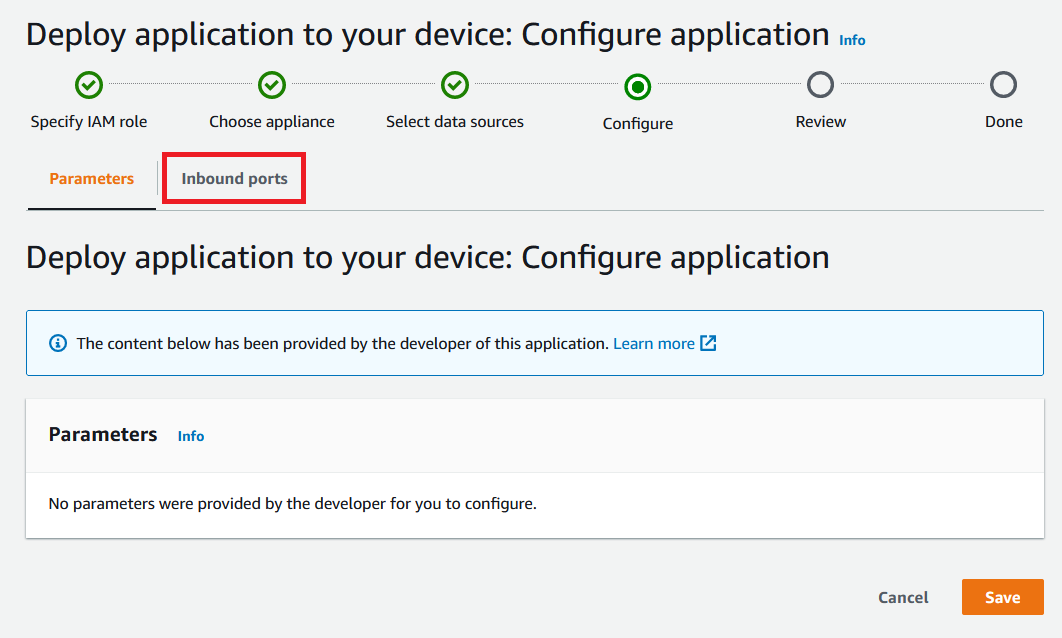 Deploy application to your device: Configure application Info
Specify IAM role Choose appliance Select data sources Configure Review Done
Parameters Inbound ports
Deploy application to your device: Configure application
The content below has been provided by the developer of this application. Learn more
Parameters Info
No parameters were provided by the developer for you to configure.
Cancel Save